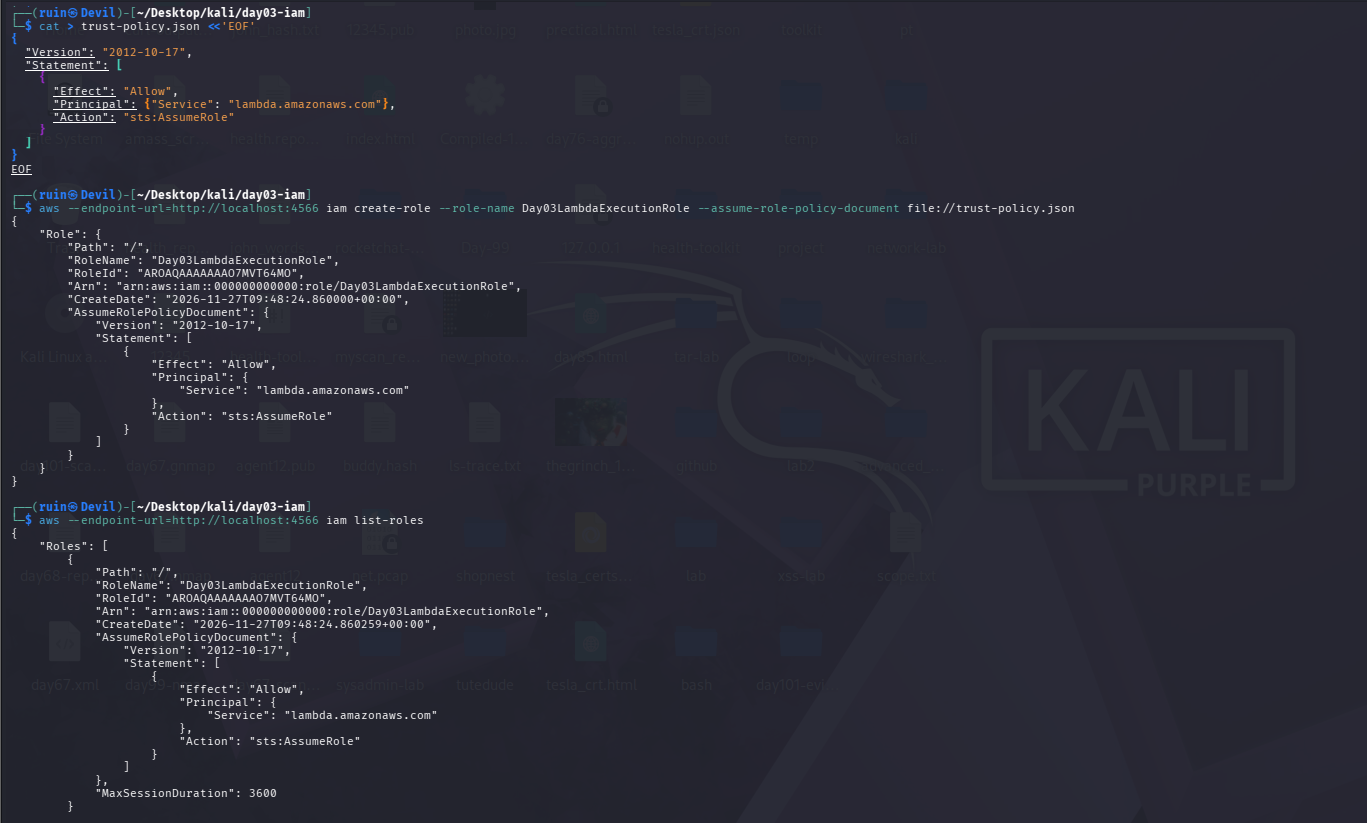 ┌──(ruin㉿Devil)-[~/Desktop/kali/day03-iam]
└─$ cat > trust-policy.json <<'EOF'
{
  "Version": "2012-10-17",
  "Statement": [
    {
      "Effect": "Allow",
      "Principal": {"Service": "lambda.amazonaws.com"},
      "Action": "sts:AssumeRole"
    }
  ]
}
EOF
┌──(ruin㉿Devil)-[~/Desktop/kali/day03-iam]
└─$ aws --endpoint-url=http://localhost:4566 iam create-role --role-name Day03LambdaExecutionRole --assume-role-policy-document file://trust-policy.json
{
    "Role": {
        "Path": "/",
        "RoleName": "Day03LambdaExecutionRole",
        "RoleId": "AROAQAAAAAAAO7MVT64MO",
        "Arn": "arn:aws:iam::000000000000:role/Day03LambdaExecutionRole",
        "CreateDate": "2026-11-27T09:48:24.860000+00:00",
        "AssumeRolePolicyDocument": {
            "Version": "2012-10-17",
            "Statement": [
                {
                    "Effect": "Allow",
                    "Principal": {
                        "Service": "lambda.amazonaws.com"
                    },
                    "Action": "sts:AssumeRole"
                }
            ]
        }
    }
}
┌──(ruin㉿Devil)-[~/Desktop/kali/day03-iam]
└─$ aws --endpoint-url=http://localhost:4566 iam list-roles
{
    "Roles": [
        {
            "Path": "/",
            "RoleName": "Day03LambdaExecutionRole",
            "RoleId": "AROAQAAAAAAAO7MVT64MO",
            "Arn": "arn:aws:iam::000000000000:role/Day03LambdaExecutionRole",
            "CreateDate": "2026-11-27T09:48:24.860259+00:00",
            "AssumeRolePolicyDocument": {
                "Version": "2012-10-17",
                "Statement": [
                    {
                        "Effect": "Allow",
                        "Principal": {
                            "Service": "lambda.amazonaws.com"
                        },
                        "Action": "sts:AssumeRole"
                    }
                ]
            },
            "MaxSessionDuration": 3600
        }
KALI
PURPLE